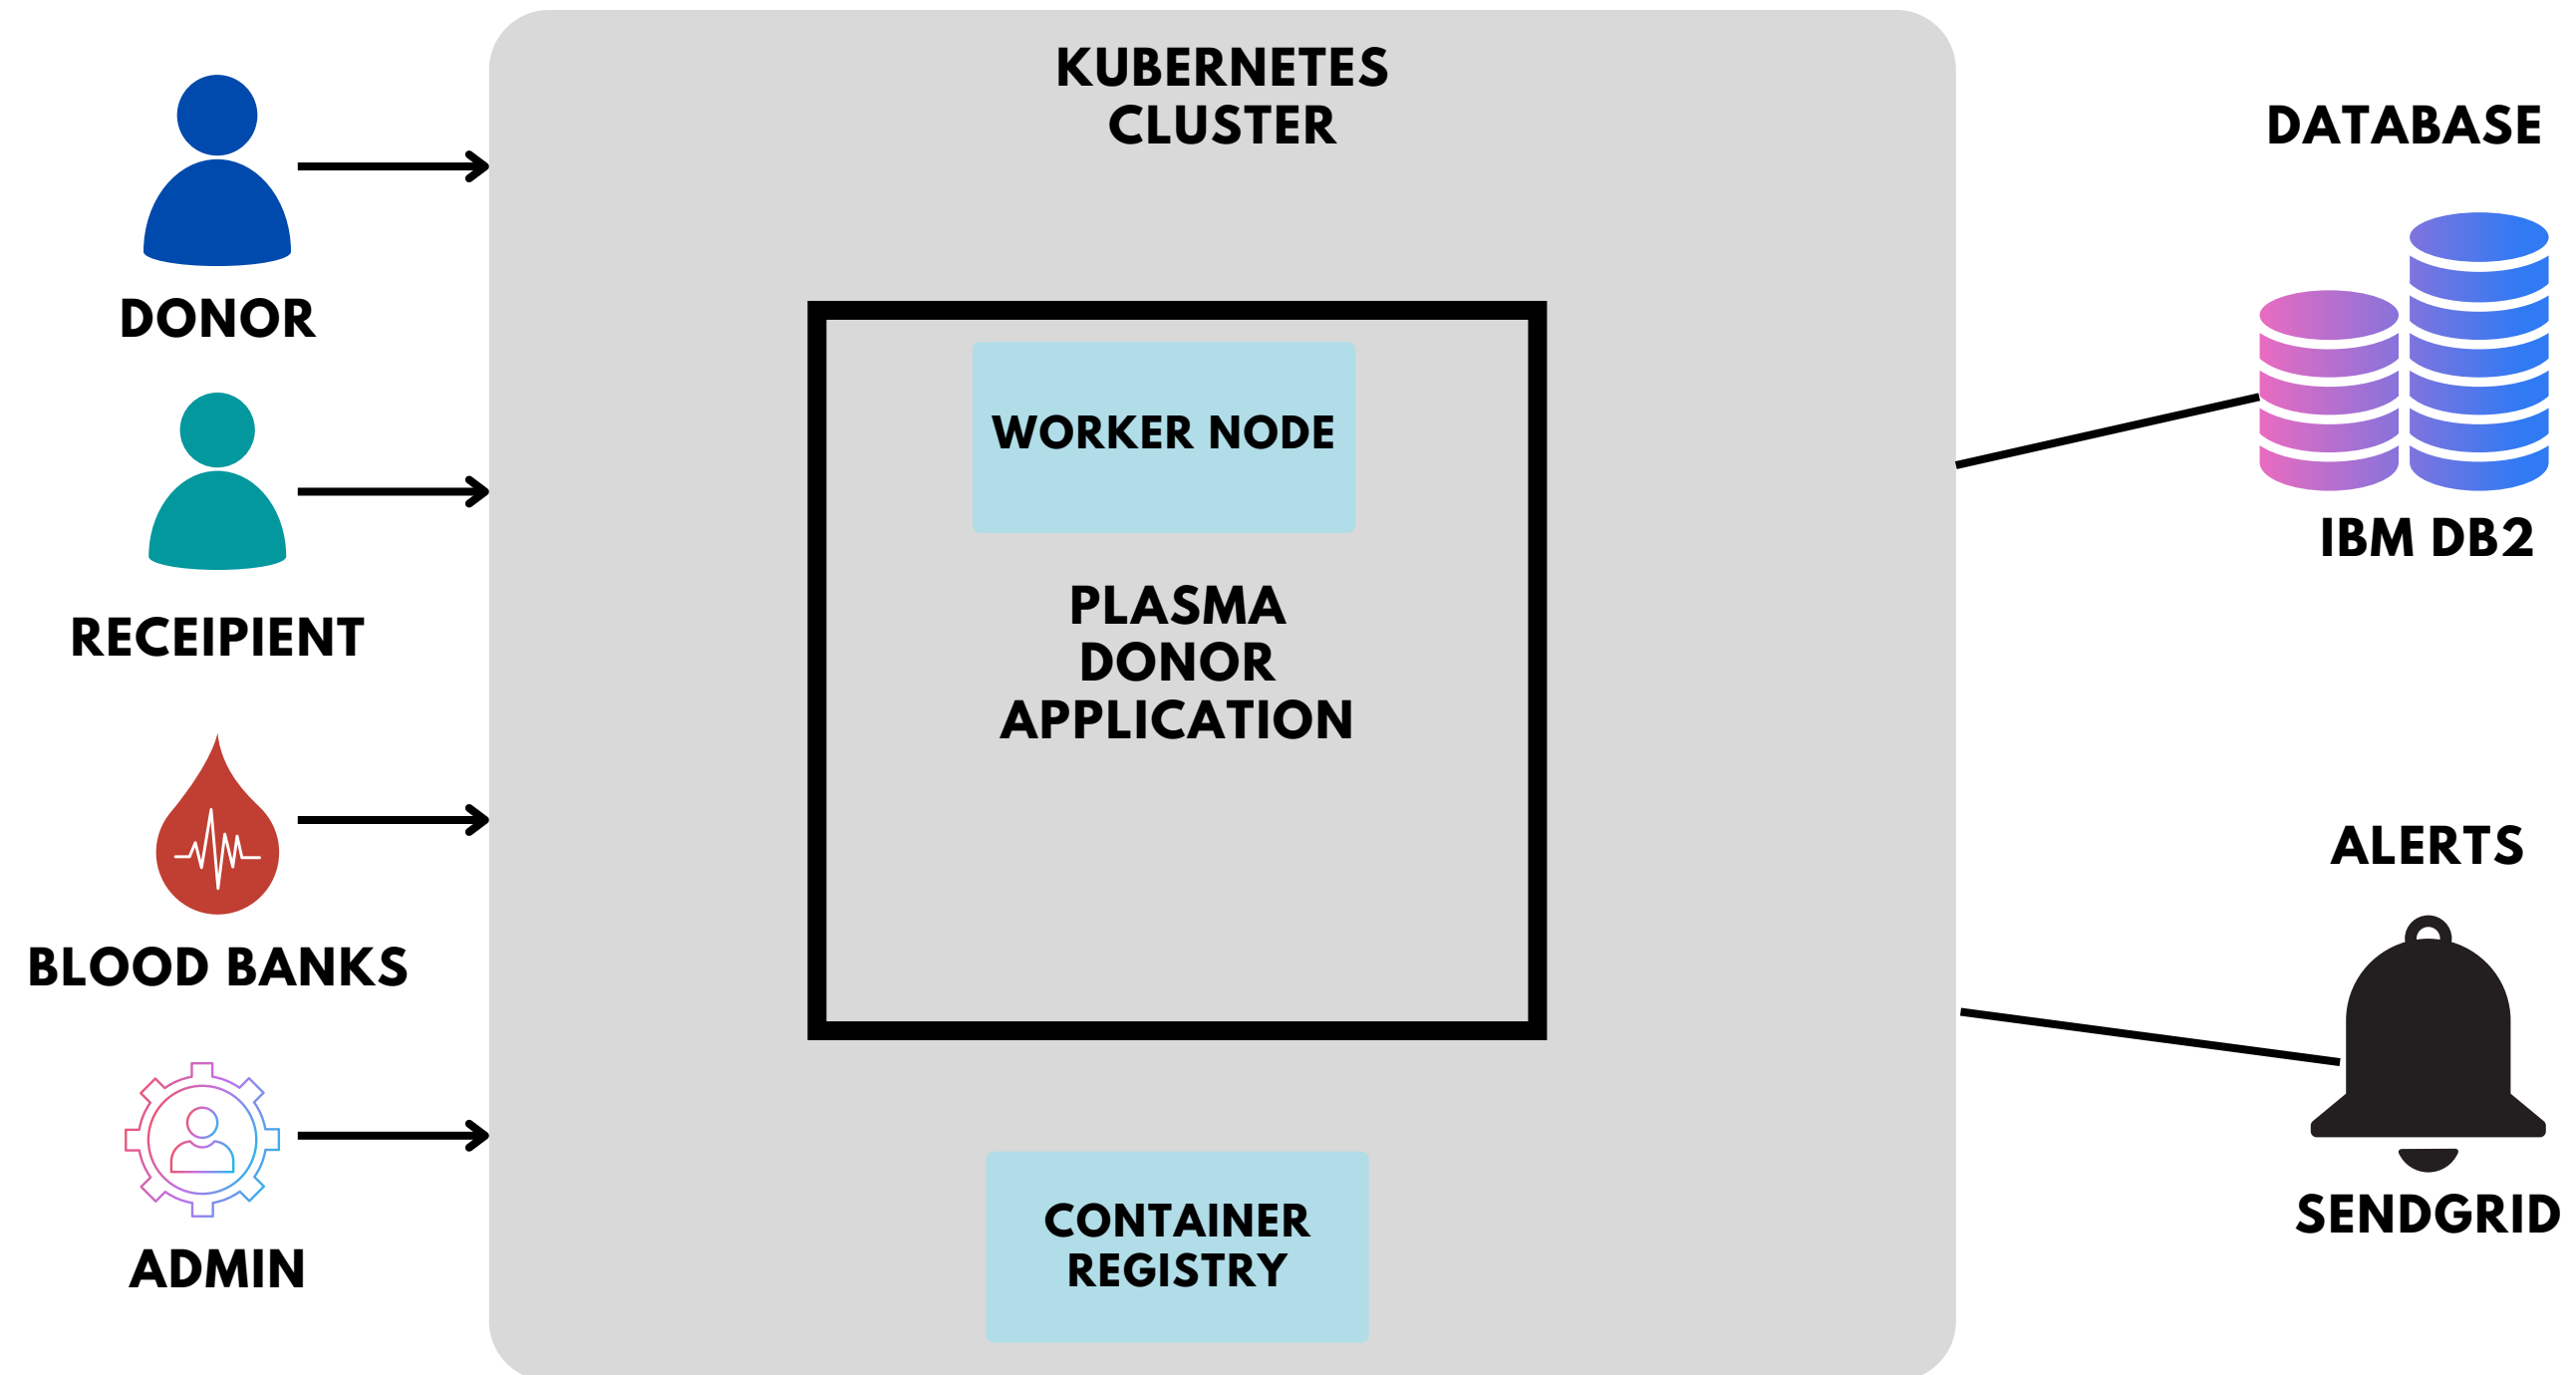 DONOR
RECEIPIENT
BLOOD BANKS
ADMIN
KUBERNETES
CLUSTER
WORKER NODE
PLASMA
DONOR
APPLICATION
CONTAINER
REGISTRY
DATABASE
IBM DB2
ALERTS
SENDGRID